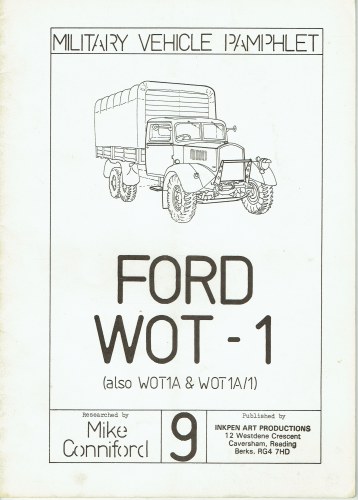 MILITARY VEHICLE PAMPHLET
FORD
WOT-1
(also WOT1A & WOT1A/1)
Researched by
Mike
Conniford
9
Published by
INKPEN ART PRODUCTIONS
12 Westdene Crescent
Caversham, Reading
Berks. RG4 7HD